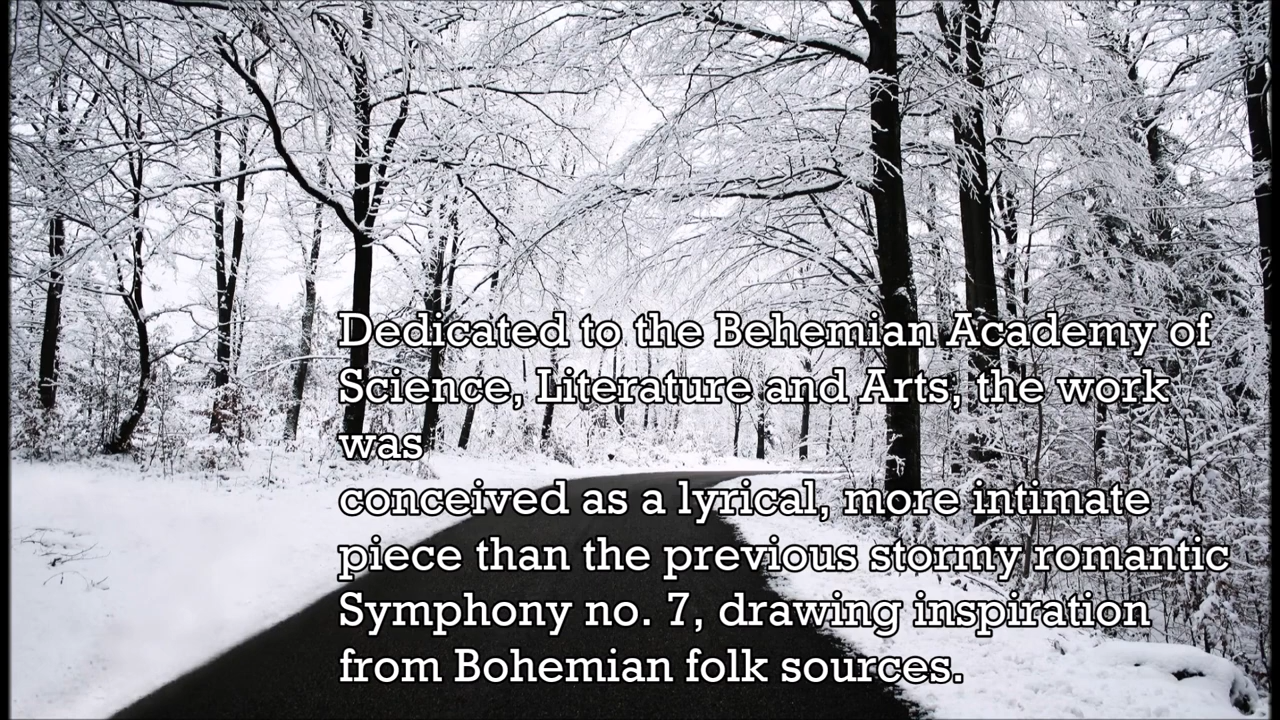 Dedicated to the Behemian Academy of
Science, Literature and Arts, the work
was
conceived as a lyrical, more intimate
piece than the previous stormy romantic
Symphony no. 7, drawing inspiration
from Bohemian folk sources.